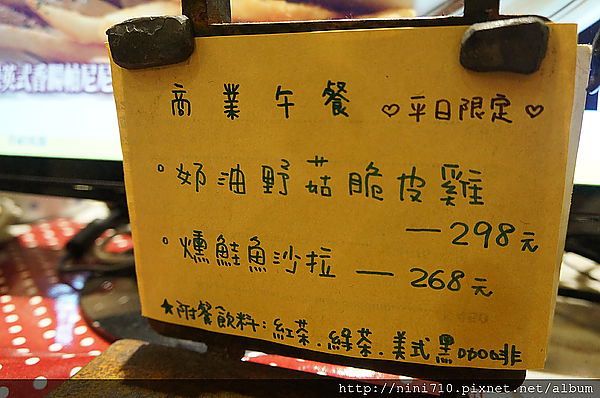 商業午餐 ♡平日限定♡
。奶油野菇脆皮雞
—298元
。燻鮭魚沙拉 —268元
★附餐飲料:紅茶.綠茶.美式黑咖啡
http://nini710.pixnet.net/album